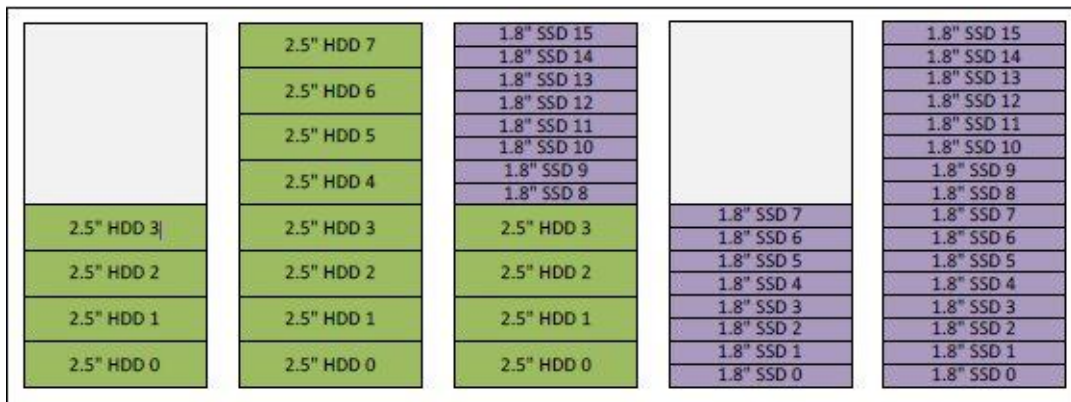 2.5" HDD 3
2.5" HDD 2
2.5" HDD 1
2.5" HDD 0
2.5" HDD 7
2.5" HDD 6
2.5" HDD 5
2.5" HDD 4
2.5" HDD 3
2.5" HDD 2
2.5" HDD 1
2.5" HDD 0
1.8" SSD 15
1.8" SSD 14
1.8" SSD 13
1.8" SSD 12
1.8" SSD 11
1.8" SSD 10
1.8" SSD 9
1.8" SSD 8
2.5" HDD 3
2.5" HDD 2
2.5" HDD 1
2.5" HDD 0
1.8" SSD 7
1.8" SSD 6
1.8" SSD 5
1.8" SSD 4
1.8" SSD 3
1.8" SSD 2
1.8" SSD 1
1.8" SSD 0
1.8" SSD 15
1.8" SSD 14
1.8" SSD 13
1.8" SSD 12
1.8" SSD 11
1.8" SSD 10
1.8" SSD 9
1.8" SSD 8
1.8" SSD 7
1.8" SSD 6
1.8" SSD 5
1.8" SSD 4
1.8" SSD 3
1.8" SSD 2
1.8" SSD 1
1.8" SSD 0